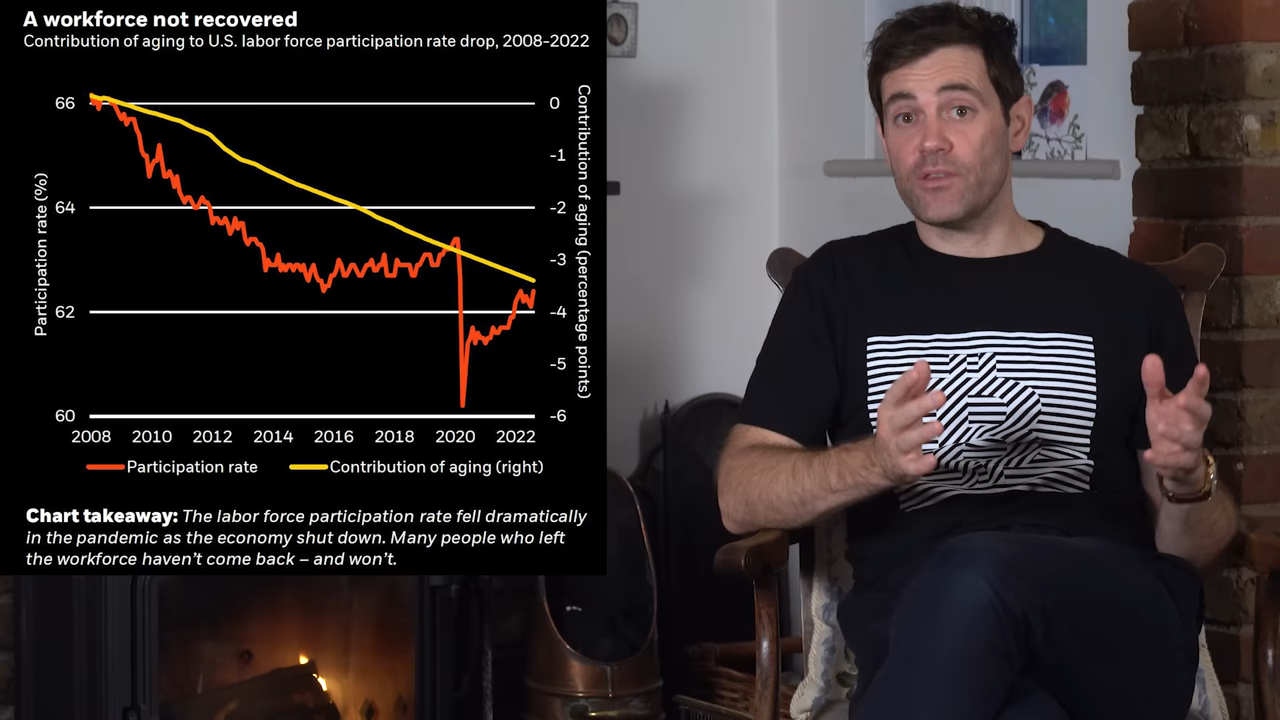 A workforce not recovered
Contribution of aging to U.S. labor force participation rate drop, 2008-2022
Participation rate (%)
66
64
62
60
0
-1
-2
-3
-4
-5
-6
Contribution of aging (percentage points)
2008 2010 2012 2014 2016 2018 2020 2022
Participation rate Contribution of aging (right)
Chart takeaway: The labor force participation rate fell dramatically
in the pandemic as the economy shut down. Many people who left
the workforce haven't come back – and won't.